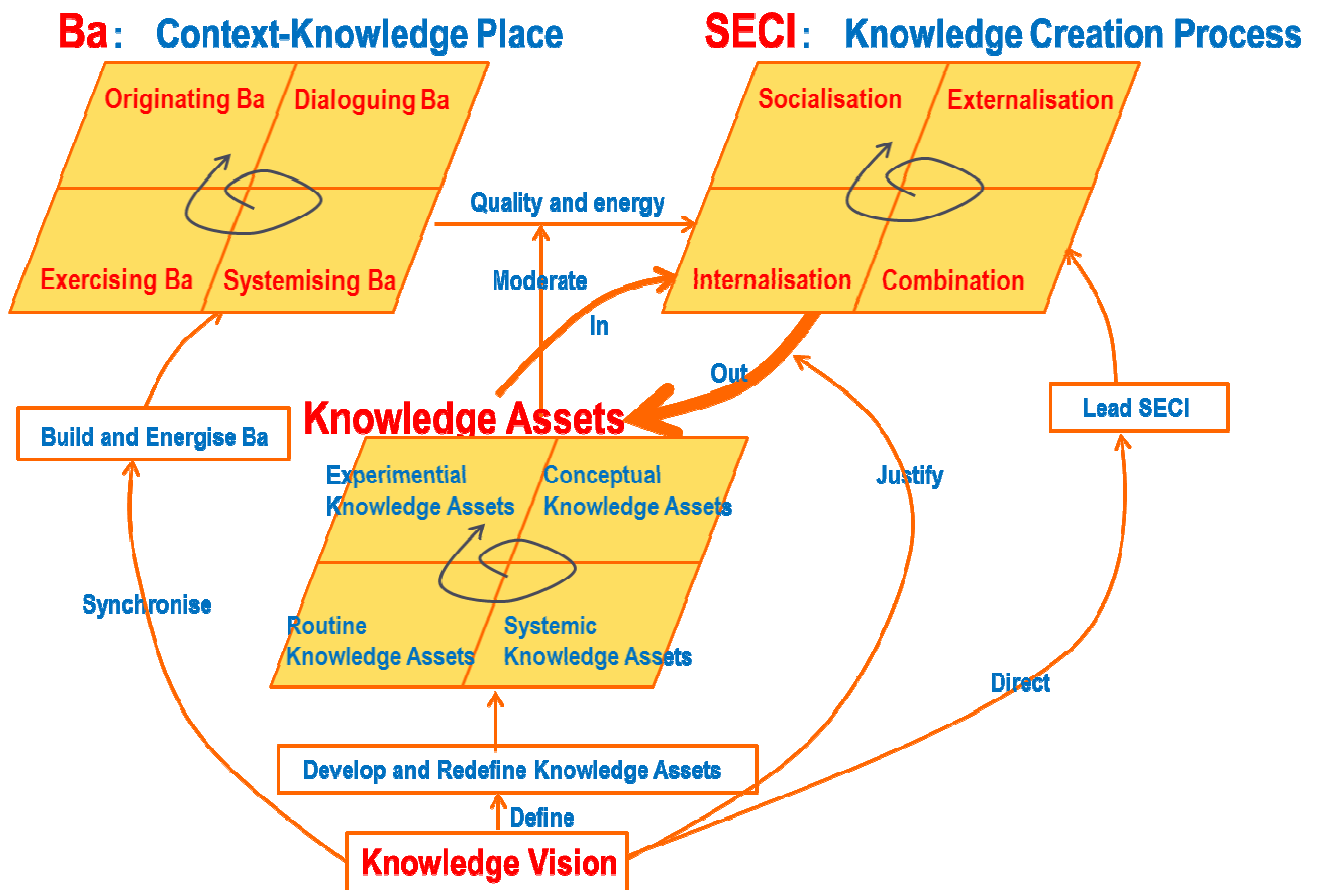 Ba: Context-Knowledge Place
SECI: Knowledge Creation Process
Originating Ba
Dialoguing Ba
Exercising Ba
Systemising Ba
Socialisation
Externalisation
Internalisation
Combination
Quality and energy
Moderate
In
Out
Build and Energise Ba
Lead SECI
Knowledge Assets
Experimential
Knowledge Assets
Conceptual
Knowledge Assets
Routine
Knowledge Assets
Systemic
Knowledge Assets
Justify
Synchronise
Direct
Develop and Redefine Knowledge Assets
Define
Knowledge Vision